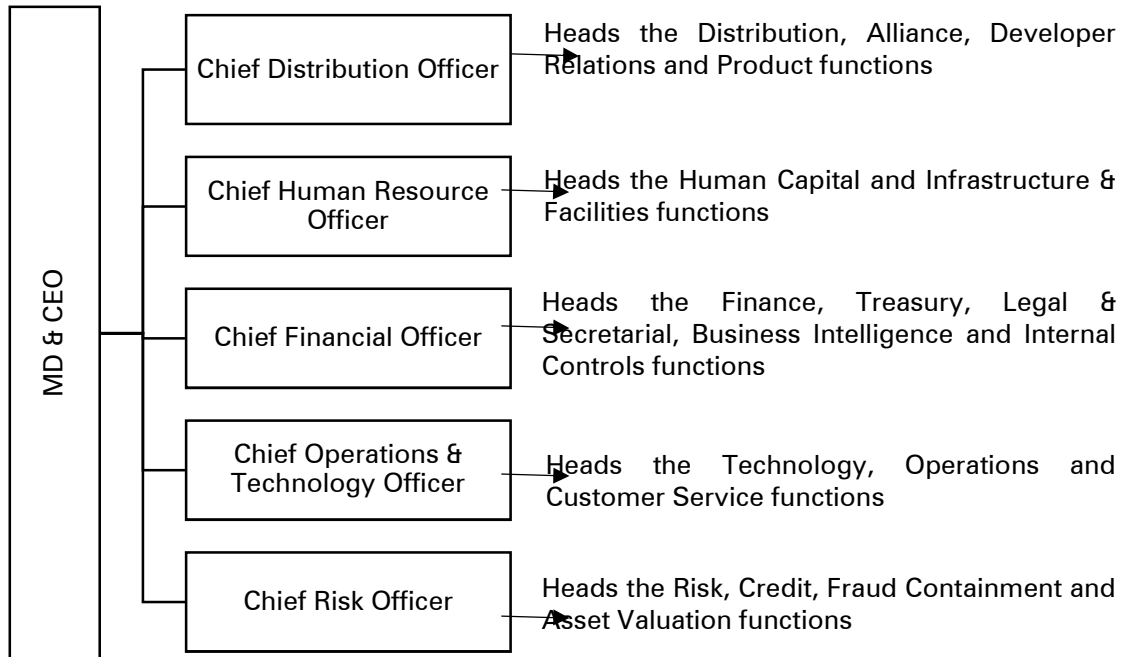 MD & CEO
Chief Distribution Officer
Heads the Distribution, Alliance, Developer
Relations and Product functions
Chief Human Resource
Officer
Heads the Human Capital and Infrastructure &
Facilities functions
Chief Financial Officer
Heads the Finance, Treasury, Legal &
Secretarial, Business Intelligence and Internal
Controls functions
Chief Operations &
Technology Officer
Heads the Technology, Operations and
Customer Service functions
Chief Risk Officer
Heads the Risk, Credit, Fraud Containment and
Asset Valuation functions